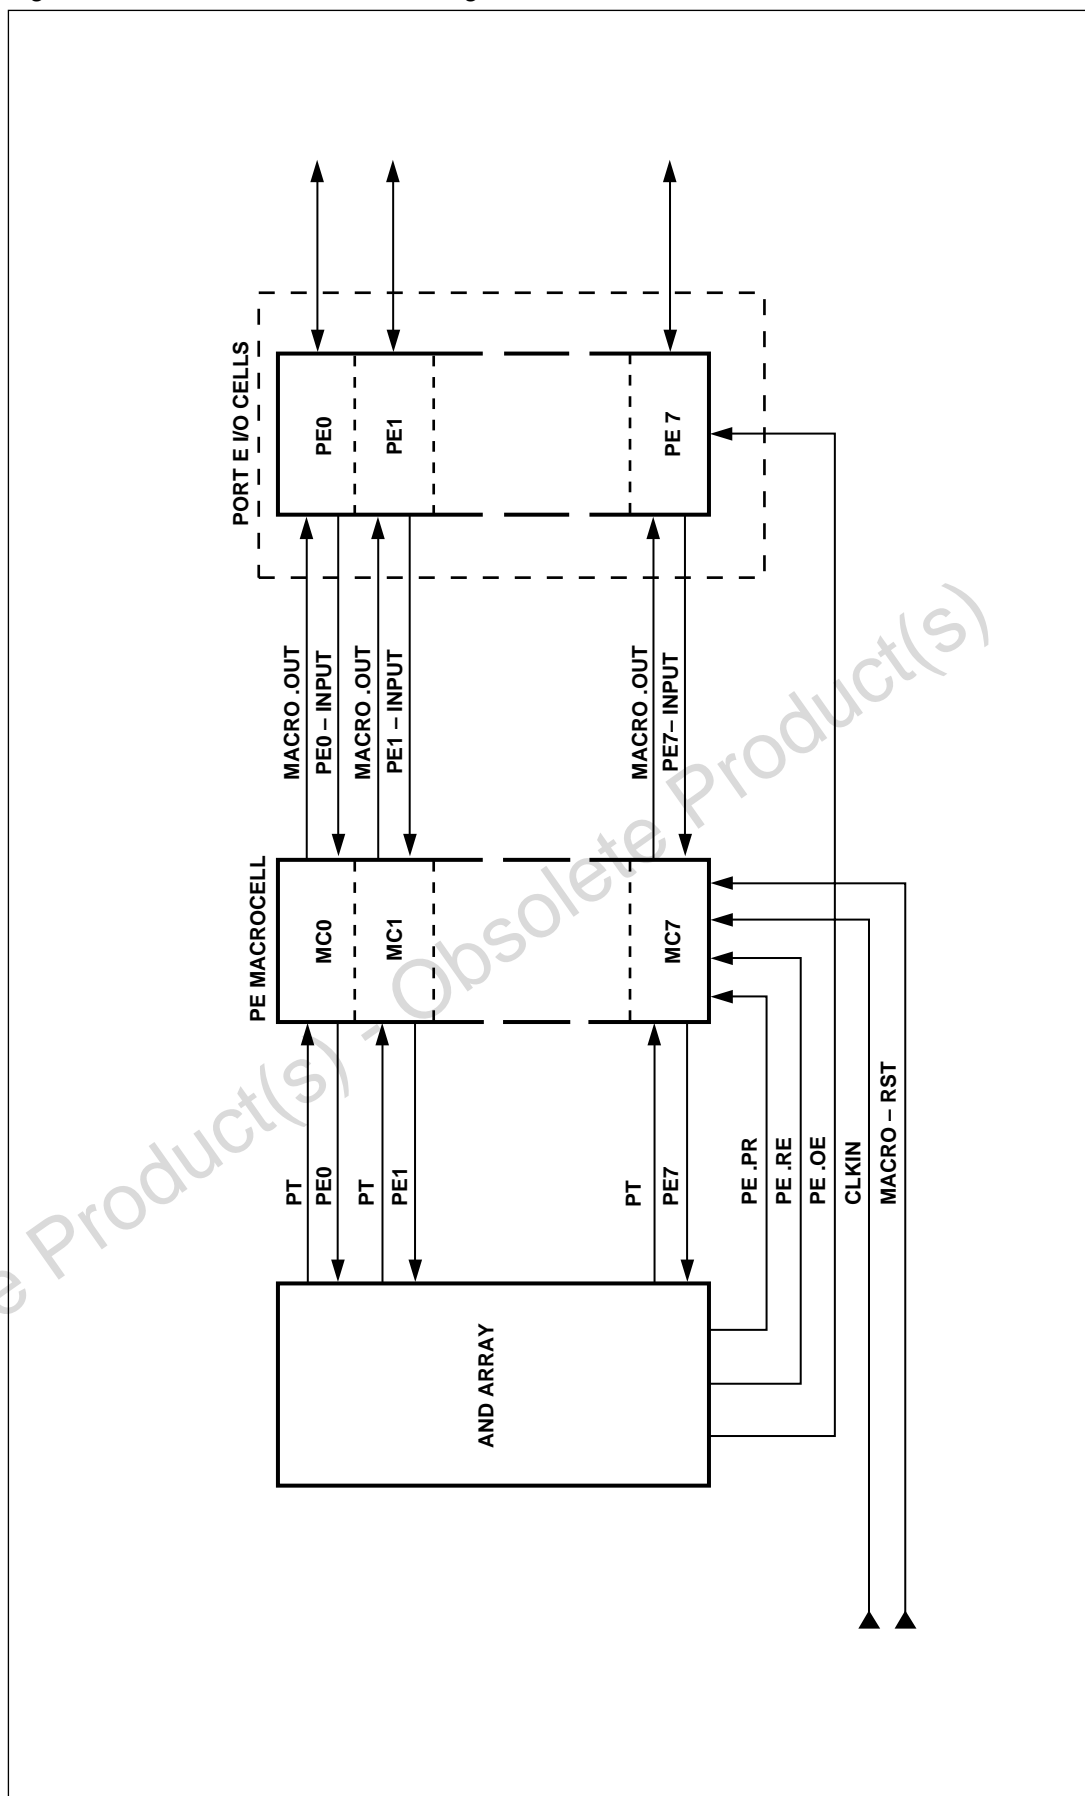 PORT E I/O CELLS
PE0
PE1
PE 7
MACRO .OUT
PE0 – INPUT
MACRO .OUT
PE1 – INPUT
MACRO .OUT
PE7– INPUT
PE MACROCELL
MC0
MC1
MC7
PT
PE0
PT
PE1
PT
PE7
PE .PR
PE .RE
PE .OE
CLKIN
MACRO – RST
AND ARRAY
e Product(s) - Obsolete Product(s)